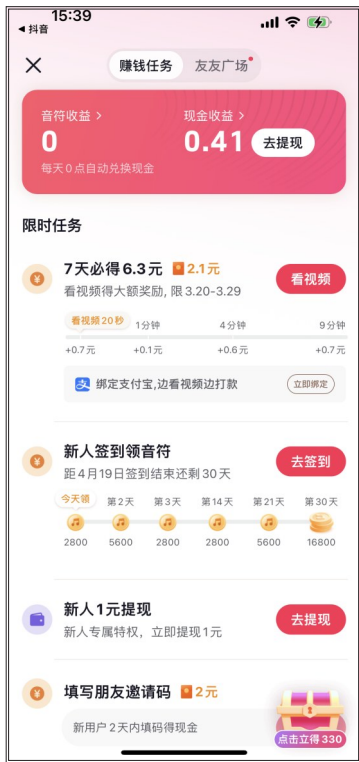 15:39
抖音
赚钱任务 友友广场
音符收益 现金收益
0 0.41 去提现
每天0点自动兑换现金
限时任务
7天必得6.3元 2.1元
看视频得大额奖励, 限3.20-3.29
看视频
看视频20秒 1分钟 4分钟 9分钟
+0.7元 +0.1元 +0.6元 +0.7元
绑定支付宝,边看视频边打款 立即绑定
新人签到领音符
距4月19日签到结束还剩30天
去签到
今天领 第2天 第3天 第14天 第21天 第30天
2800 5600 2800 2800 5600 16800
新人1元提现
新人专属特权，立即提现1元
去提现
填写朋友邀请码 2元
新用户2天内填码得现金
点击立得330